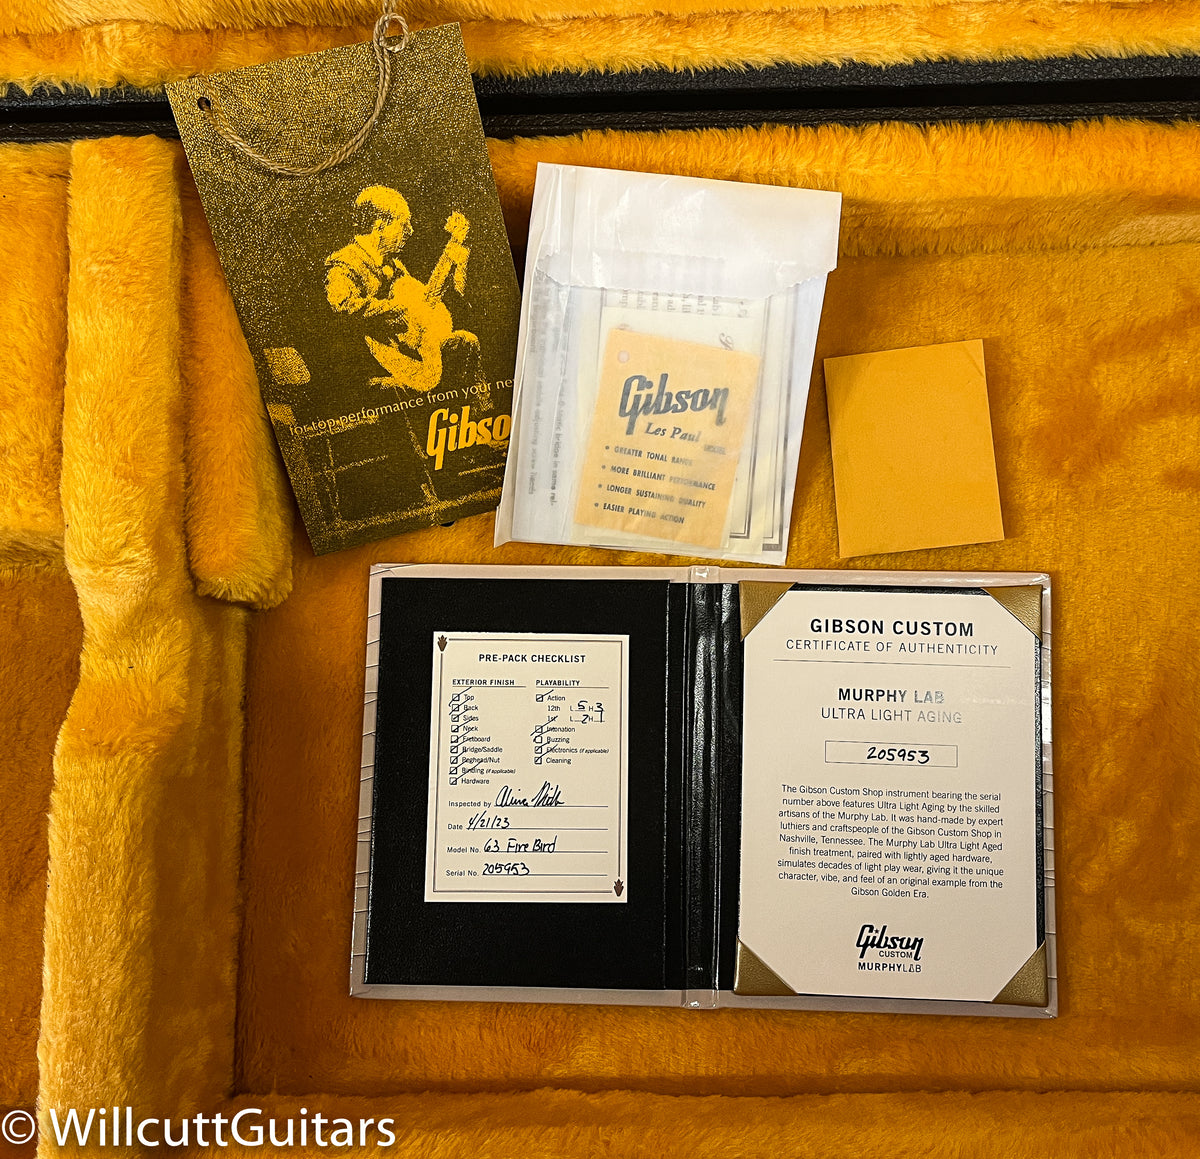 for top performance from your new
Gibson
Gibson
Les Paul MODEL
• GREATER TONAL RANGE
• MORE BRILLIANT PERFORMANCE
• LONGER SUSTAINING QUALITY
• EASIER PLAYING ACTION
PRE-PACK CHECKLIST
EXTERIOR FINISH
Top
Back
Sides
Neck
Fretboard
Bridge/Saddle
Peghead/Nut
Binding (if applicable)
Hardware
PLAYABILITY
Action
12th L 5 H 3
1st L 2 H 1
Intonation
Buzzing
Electronics (if applicable)
Cleaning
Inspected by
Date 4/21/23
Model No. 63 Fire Bird
Serial No. 205953
GIBSON CUSTOM
CERTIFICATE OF AUTHENTICITY
MURPHY LAB
ULTRA LIGHT AGING
205953
The Gibson Custom Shop instrument bearing the serial
number above features Ultra Light Aging by the skilled
artisans of the Murphy Lab. It was hand-made by expert
luthiers and craftspeople of the Gibson Custom Shop in
Nashville, Tennessee. The Murphy Lab Ultra Light Aged
finish treatment, paired with lightly aged hardware,
simulates decades of light play wear, giving it the unique
character, vibe, and feel of an original example from the
Gibson Golden Era.
Gibson
CUSTOM
MURPHYLAB
© WillcuttGuitars